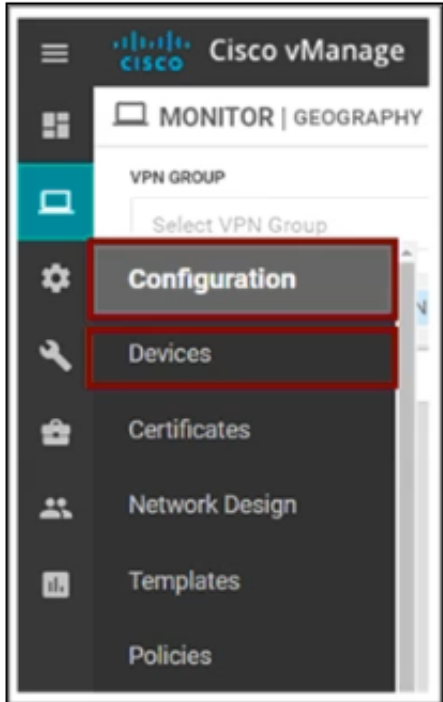 CISCO Cisco vManage
MONITOR | GEOGRAPHY
VPN GROUP
Select VPN Group
Configuration
N
Devices
Certificates
Network Design
Templates
Policies